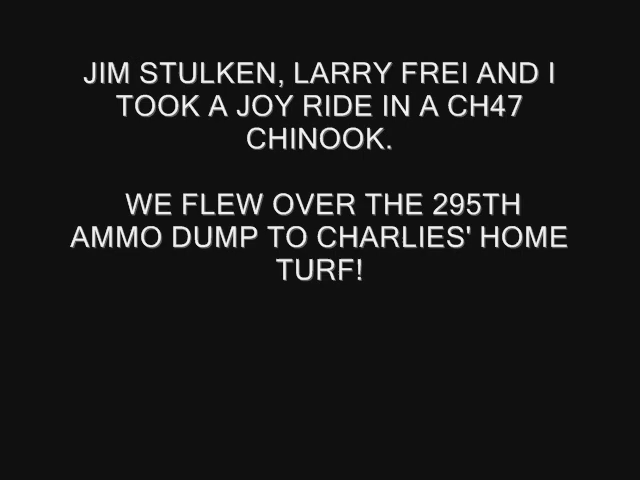 JIM STULKEN, LARRY FREI AND I
TOOK A JOY RIDE IN A CH47
CHINOOK.
WE FLEW OVER THE 295TH
AMMO DUMP TO CHARLIES' HOME
TURF!